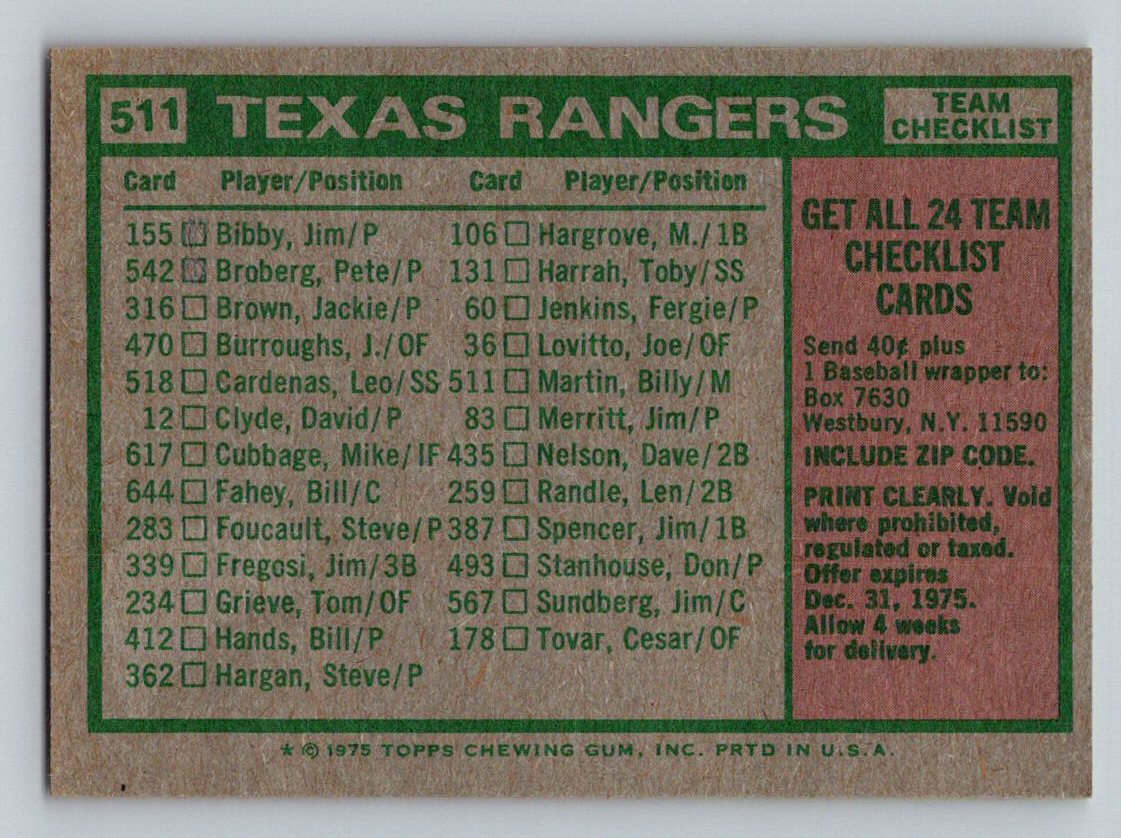 511 TEXAS RANGERS TEAM CHECKLIST
Card Player/Position Card Player/Position
155 Bibby, Jim/P 106 Hargrove, M./1B
542 Broberg, Pete/P 131 Harrah, Toby/SS
316 Brown, Jackie/P 60 Jenkins, Fergie/P
470 Burroughs, J./OF 36 Lovitto, Joe/OF
518 Cardenas, Leo/SS 511 Martin, Billy/M
12 Clyde, David/P 83 Merritt, Jim/P
617 Cubbage, Mike/IF 435 Nelson, Dave/2B
644 Fahey, Bill/C 259 Randle, Len/2B
283 Foucault, Steve/P 387 Spencer, Jim/1B
339 Fregosi, Jim/3B 493 Stanhouse, Don/P
234 Grieve, Tom/OF 567 Sundberg, Jim/C
412 Hands, Bill/P 178 Tovar, Cesar/OF
362 Hargan, Steve/P
GET ALL 24 TEAM
CHECKLIST
CARDS
Send 40¢ plus
1 Baseball wrapper to:
Box 7630
Westbury, N.Y. 11590
INCLUDE ZIP CODE.
PRINT CLEARLY. Void
where prohibited,
regulated or taxed.
Offer expires
Dec. 31, 1975.
Allow 4 weeks
for delivery.
* © 1975 TOPPS CHEWING GUM, INC. PRTD IN U.S.A.